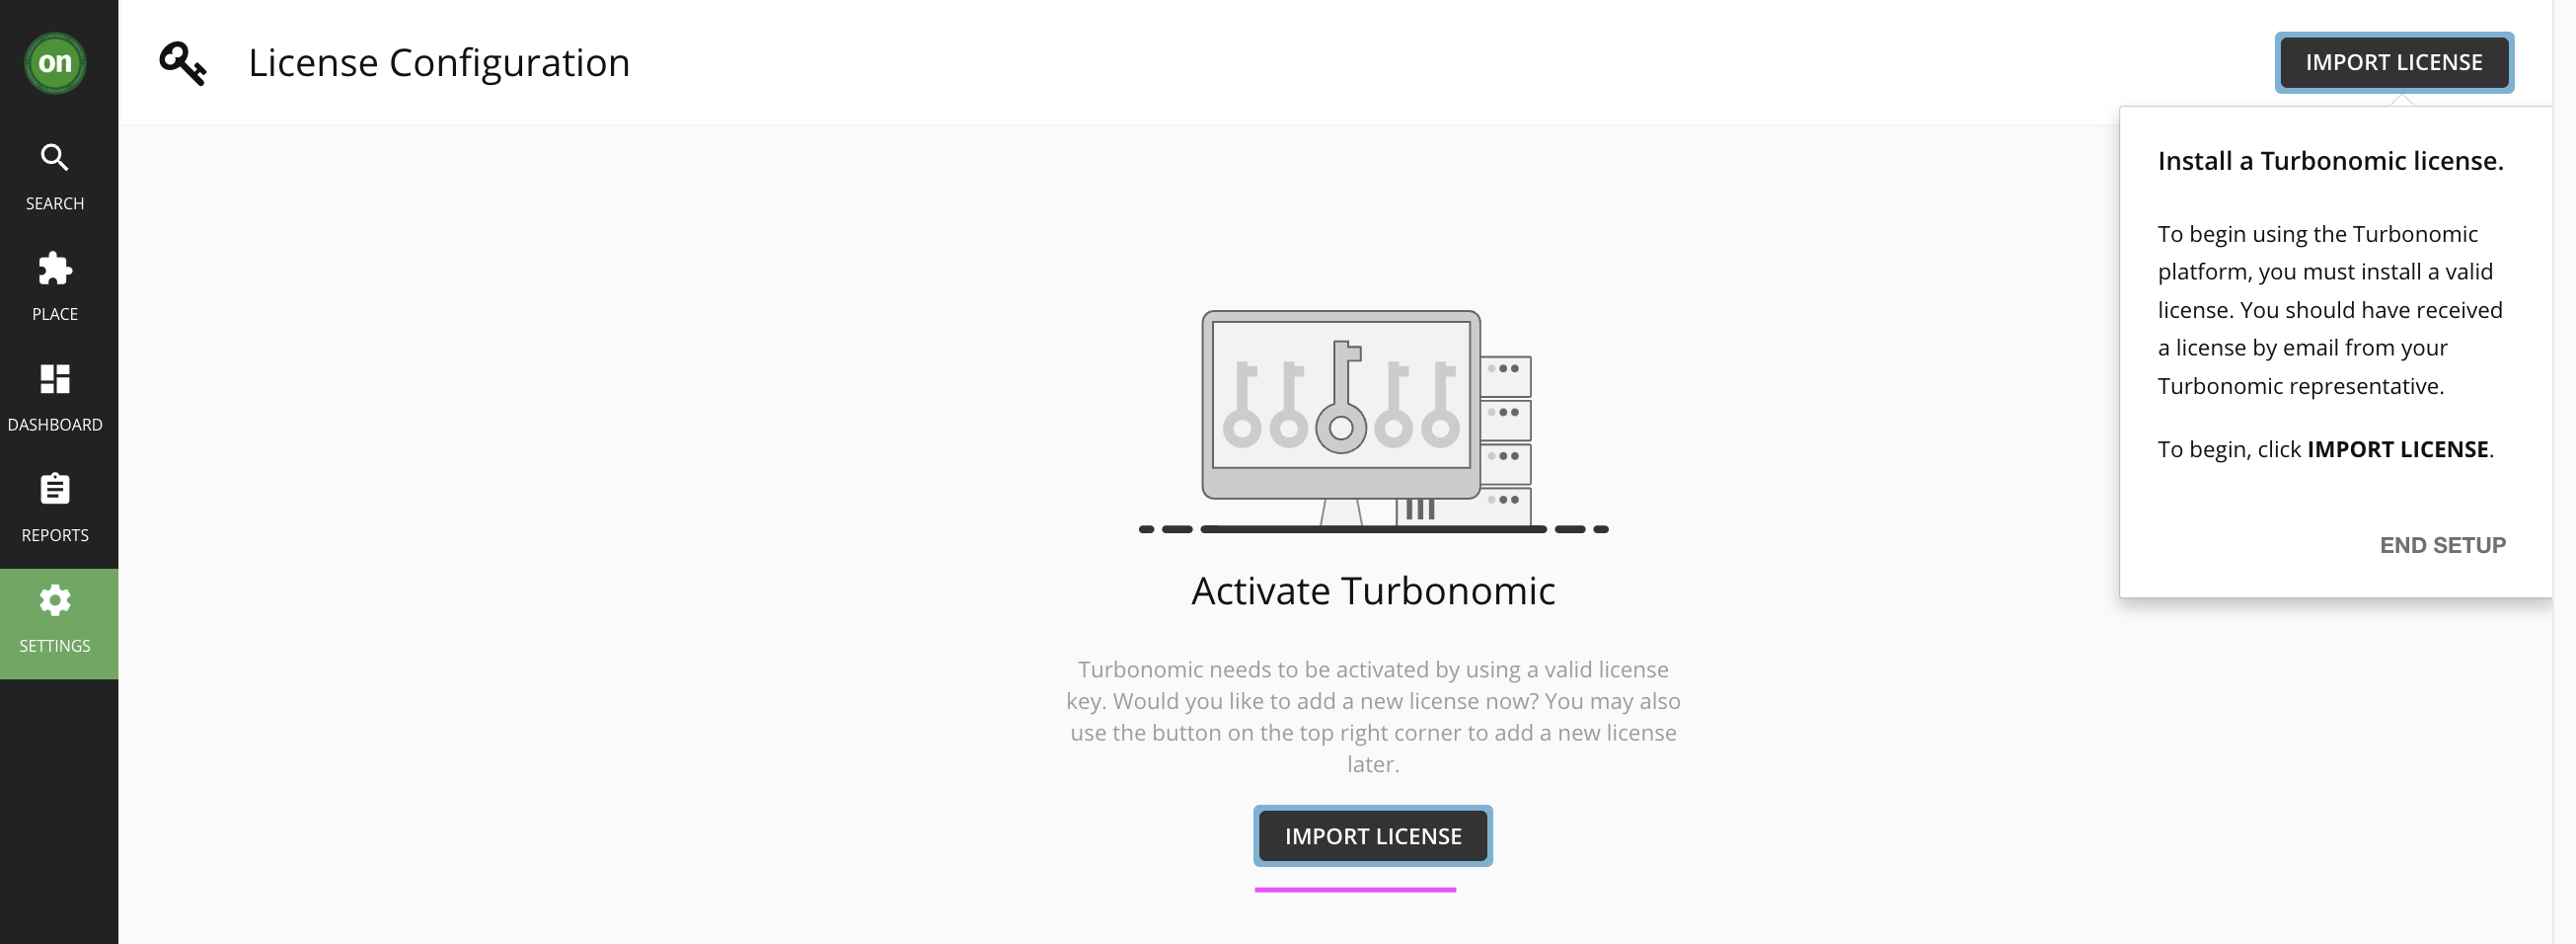 on
SEARCH
PLACE
DASHBOARD
REPORTS
SETTINGS
License Configuration
IMPORT LICENSE
Install a Turbonomic license.
To begin using the Turbonomic
platform, you must install a valid
license. You should have received
a license by email from your
Turbonomic representative.
To begin, click IMPORT LICENSE.
END SETUP
Activate Turbonomic
Turbonomic needs to be activated by using a valid license
key. Would you like to add a new license now? You may also
use the button on the top right corner to add a new license
later.
IMPORT LICENSE